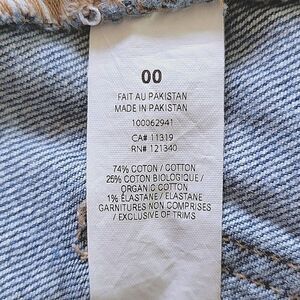 00
FAIT AU PAKISTAN
MADE IN PAKISTAN
100062941
CA# 11319
RN# 121340
74% COTON / COTTON
25% COTON BIOLOGIQUE /
ORGANIC COTTON
1% ÉLASTANE / ELASTANE
GARNITURES NON COMPRISES
/ EXCLUSIVE OF TRIMS